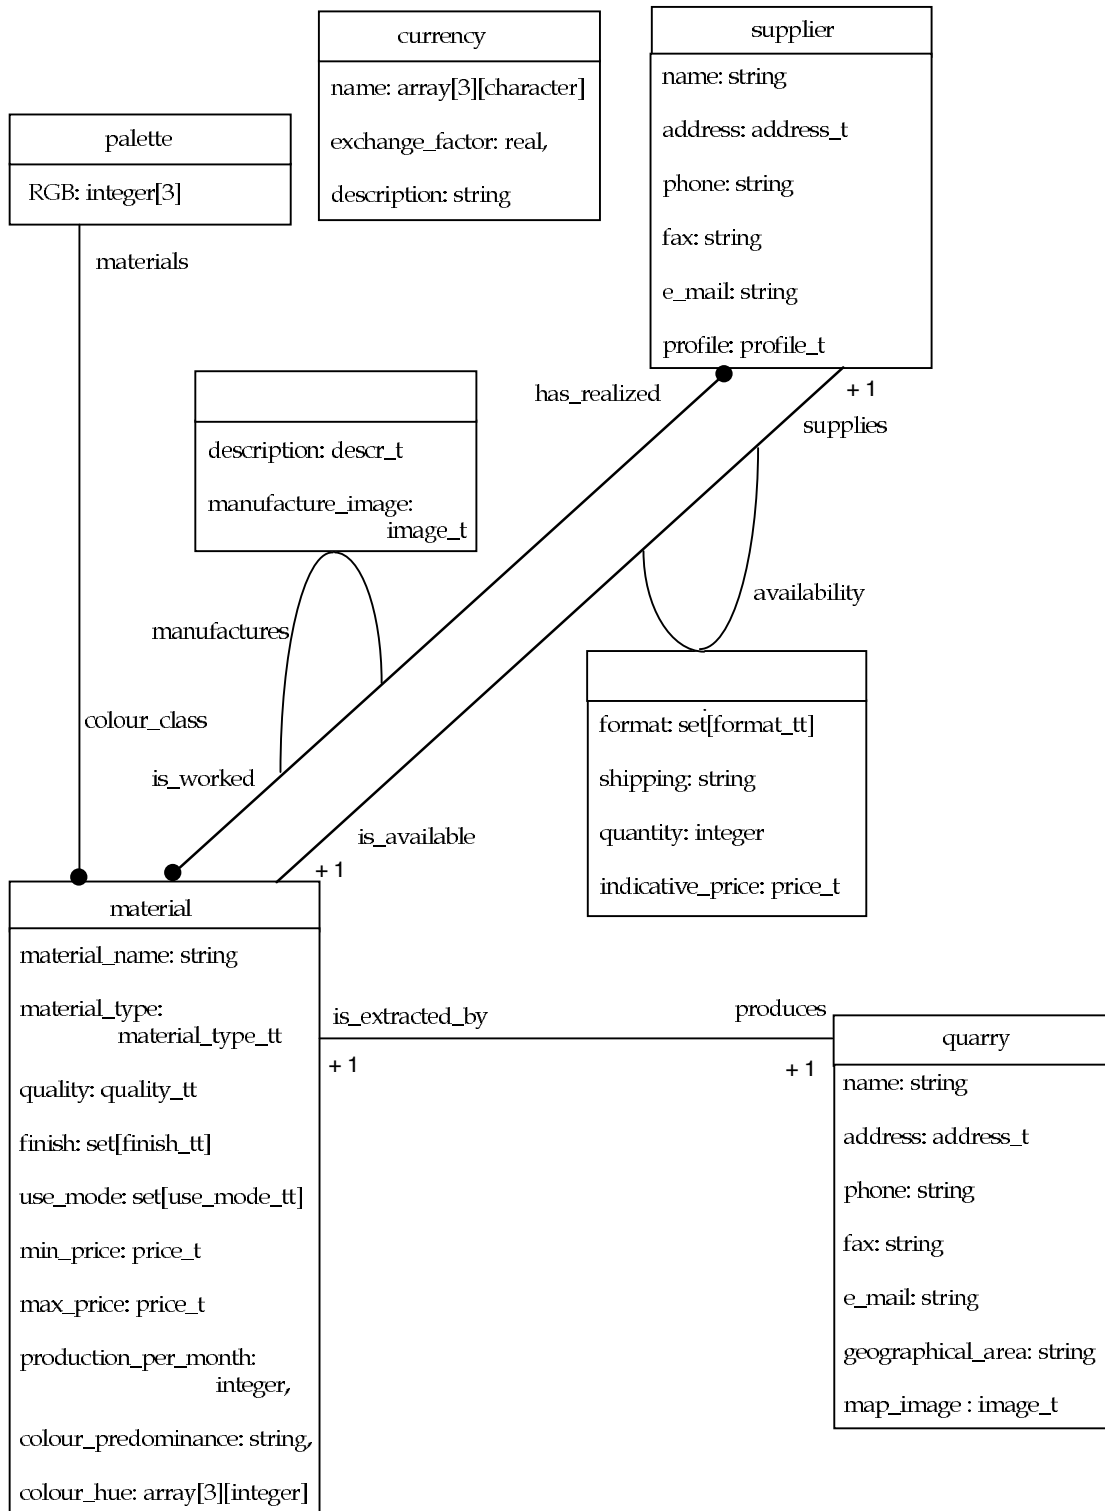 currency
name: array[3][character]
exchange_factor: real,
description: string
supplier
name: string
address: address_t
phone: string
fax: string
e_mail: string
profile: profile_t
palette
RGB: integer[3]
materials
has_realized
+ 1
supplies
description: descr_t
manufacture_image:
image_t
manufactures
availability
colour_class
is_worked
is_available
+ 1
format: set[format_tt]
shipping: string
quantity: integer
indicative_price: price_t
material
material_name: string
material_type:
material_type_tt
quality: quality_tt
finish: set[finish_tt]
use_mode: set[use_mode_tt]
min_price: price_t
max_price: price_t
production_per_month:
integer,
colour_predominance: string,
colour_hue: array[3][integer]
is_extracted_by
+ 1
produces
+ 1
quarry
name: string
address: address_t
phone: string
fax: string
e_mail: string
geographical_area: string
map_image : image_t